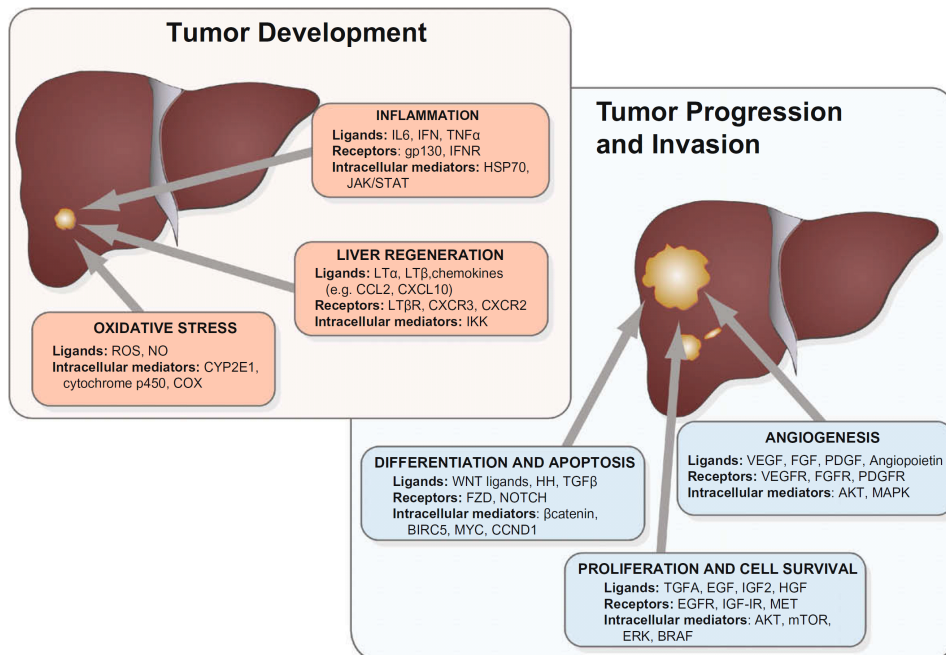 Tumor Development
INFLAMMATION
Ligands: IL6, IFN, TNFα
Receptors: gp130, IFNR
Intracellular mediators: HSP70,
JAK/STAT
LIVER REGENERATION
Ligands: LTα, LTβ,chemokines
(e.g. CCL2, CXCL10)
Receptors: LTβR, CXCR3, CXCR2
Intracellular mediators: IKK
OXIDATIVE STRESS
Ligands: ROS, NO
Intracellular mediators: CYP2E1,
cytochrome p450, COX
Tumor Progression
and Invasion
DIFFERENTIATION AND APOPTOSIS
Ligands: WNT ligands, HH, TGFβ
Receptors: FZD, NOTCH
Intracellular mediators: βcatenin,
BIRC5, MYC, CCND1
ANGIOGENESIS
Ligands: VEGF, FGF, PDGF, Angiopoietin
Receptors: VEGFR, FGFR, PDGFR
Intracellular mediators: AKT, MAPK
PROLIFERATION AND CELL SURVIVAL
Ligands: TGFA, EGF, IGF2, HGF
Receptors: EGFR, IGF-IR, MET
Intracellular mediators: AKT, mTOR,
ERK, BRAF